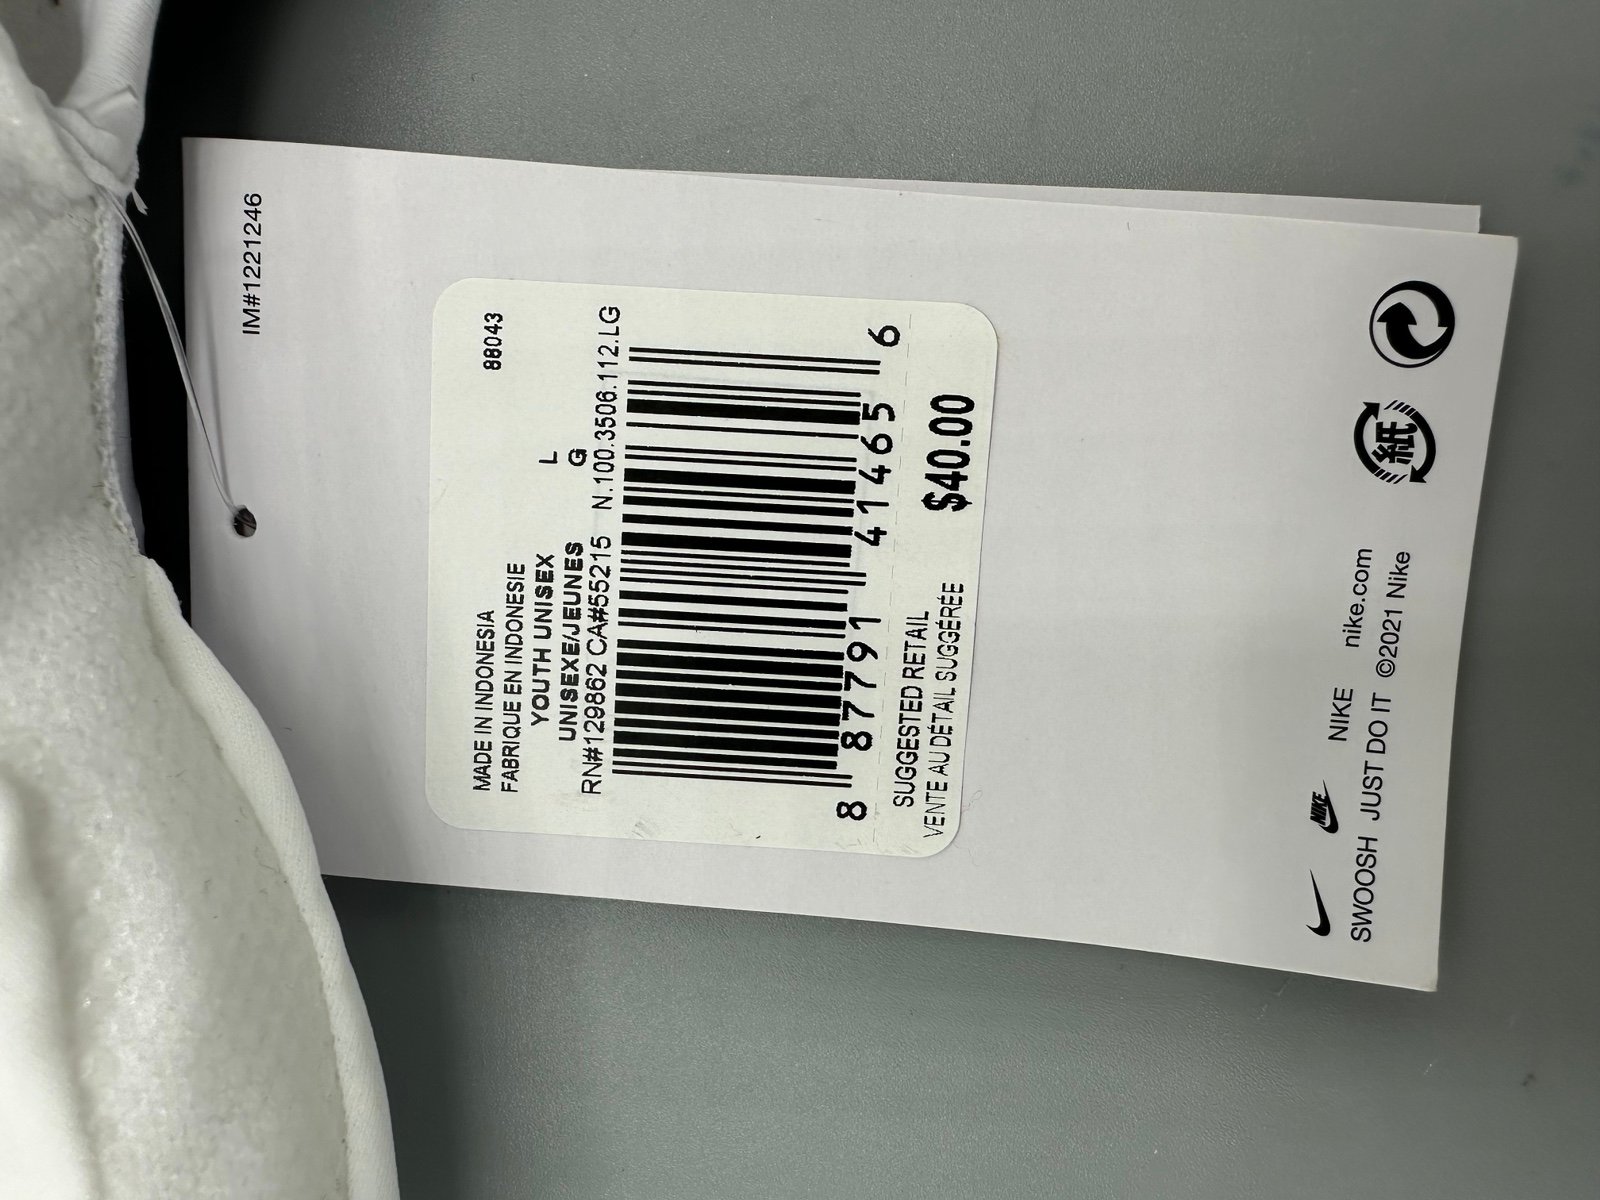 IM#1221246
88043
MADE IN INDONESIA
FABRIQUE EN INDONESIE
YOUTH UNISEX L
UNISEXE/JEUNES G
RN#129862 CA#55215 N.100.3506.112.LG
8 87791 41465 6
SUGGESTED RETAIL
VENTE AU DÉTAIL SUGGÉRÉE
$40.00
NIKE
NIKE nike.com
SWOOSH JUST DO IT ©2021 Nike
紙